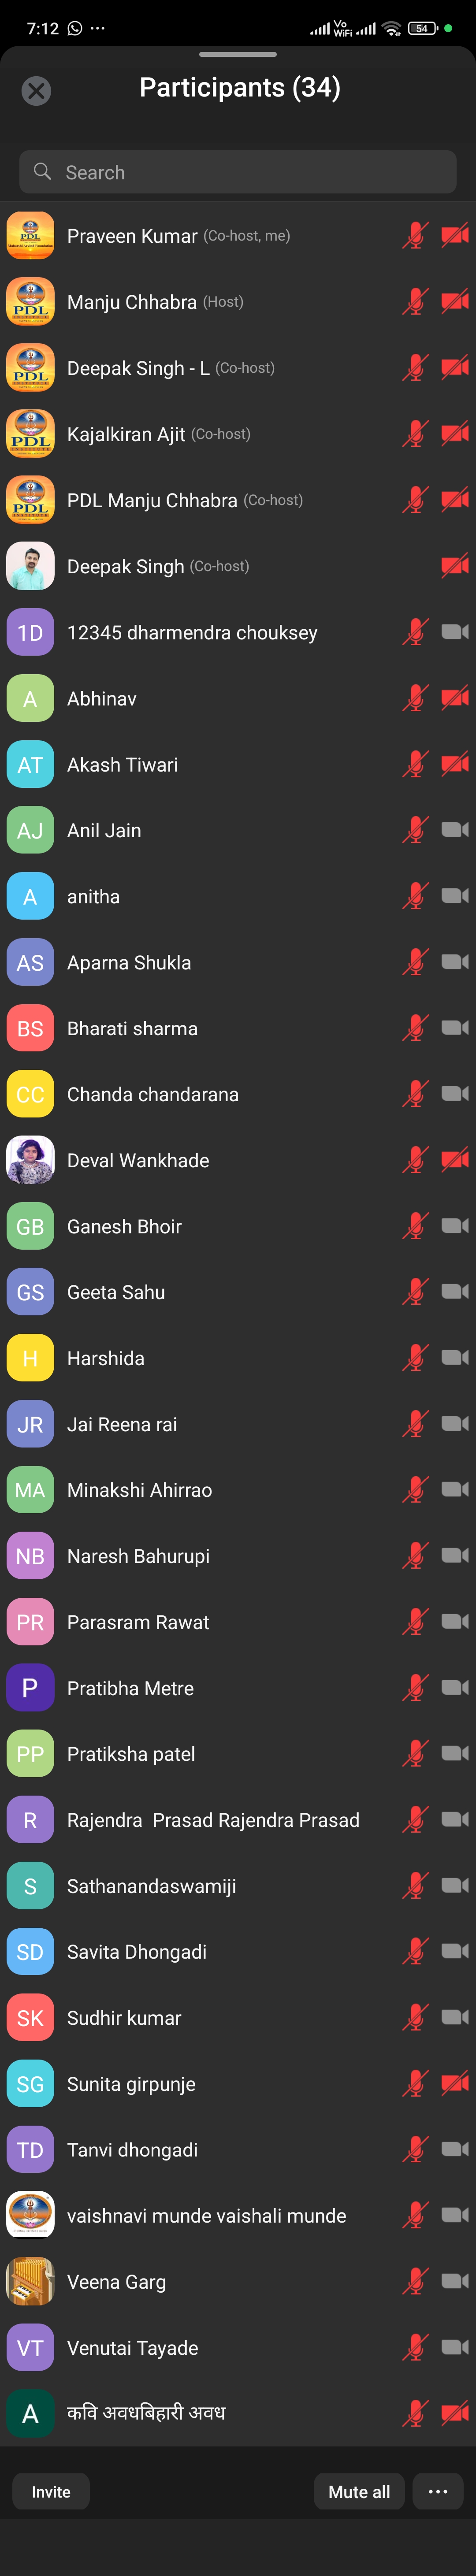 7:12
Vo WiFi
54
Participants (34)
Search
PDL
Praveen Kumar (Co-host, me)
PDL
Manju Chhabra (Host)
PDL
Deepak Singh - L (Co-host)
PDL
Kajalkiran Ajit (Co-host)
PDL
PDL Manju Chhabra (Co-host)
Deepak Singh (Co-host)
1D 12345 dharmendra chouksey
A Abhinav
AT Akash Tiwari
AJ Anil Jain
A anitha
AS Aparna Shukla
BS Bharati sharma
CC Chanda chandarana
Deval Wankhade
GB Ganesh Bhoir
GS Geeta Sahu
H Harshida
JR Jai Reena rai
MA Minakshi Ahirrao
NB Naresh Bahurupi
PR Parasram Rawat
P Pratibha Metre
PP Pratiksha patel
R Rajendra  Prasad Rajendra Prasad
S Sathanandaswamiji
SD Savita Dhongadi
SK Sudhir kumar
SG Sunita girpunje
TD Tanvi dhongadi
vaishnavi munde vaishali munde
Veena Garg
VT Venutai Tayade
A कवि अवधबिहारी अवध
Invite
Mute all